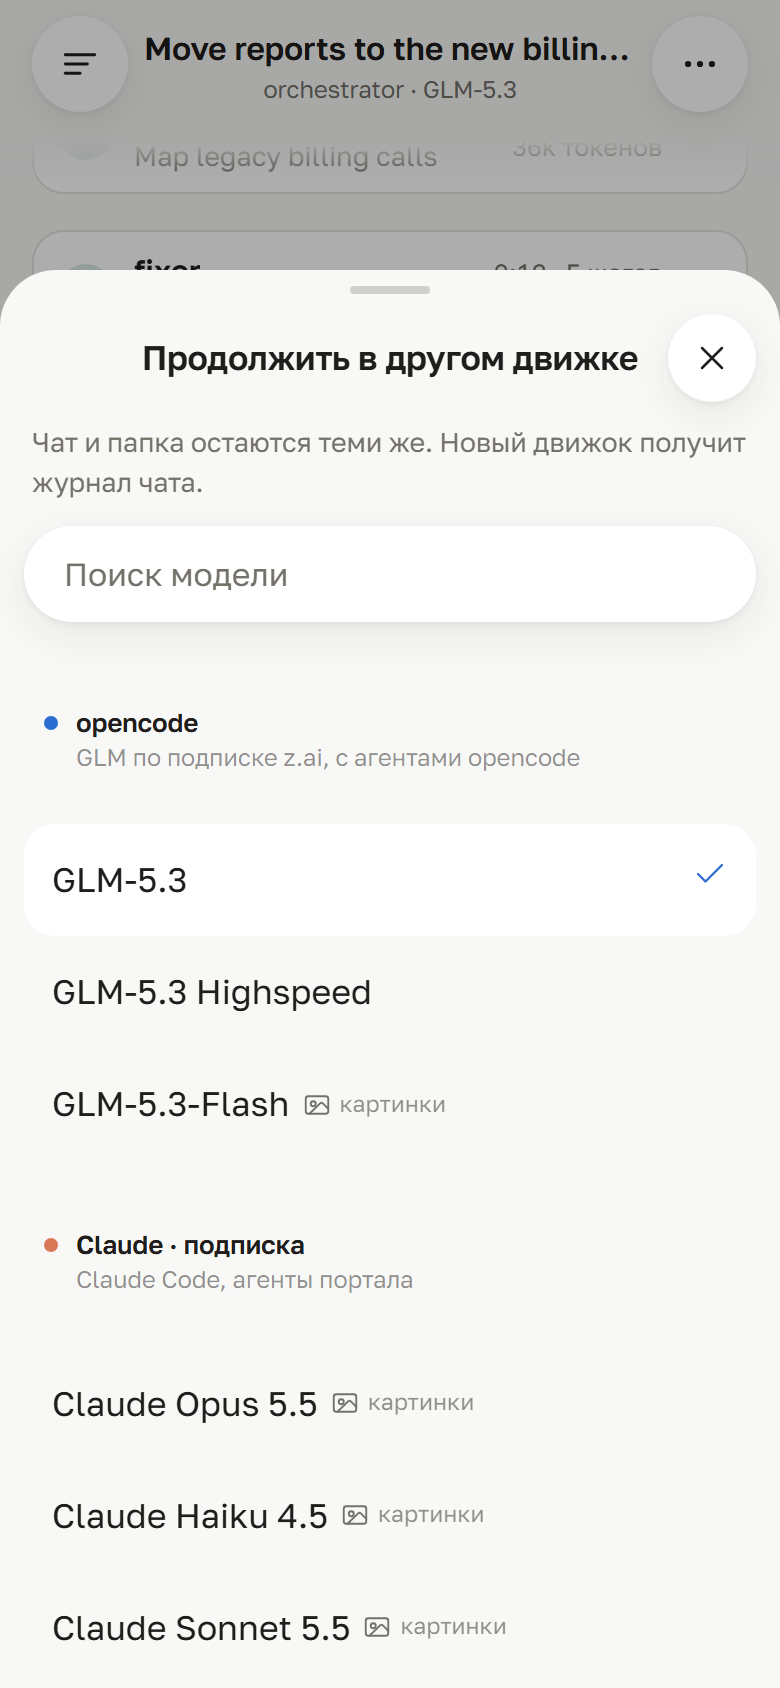 Move reports to the new billin…
orchestrator · GLM-5.3
Map legacy billing calls
36k токенов
fixer
Продолжить в другом движке
Чат и папка остаются теми же. Новый движок получит
журнал чата.
Поиск модели
opencode
GLM по подписке z.ai, с агентами opencode
GLM-5.3
GLM-5.3 Highspeed
GLM-5.3-Flash картинки
Claude · подписка
Claude Code, агенты портала
Claude Opus 5.5 картинки
Claude Haiku 4.5 картинки
Claude Sonnet 5.5 картинки